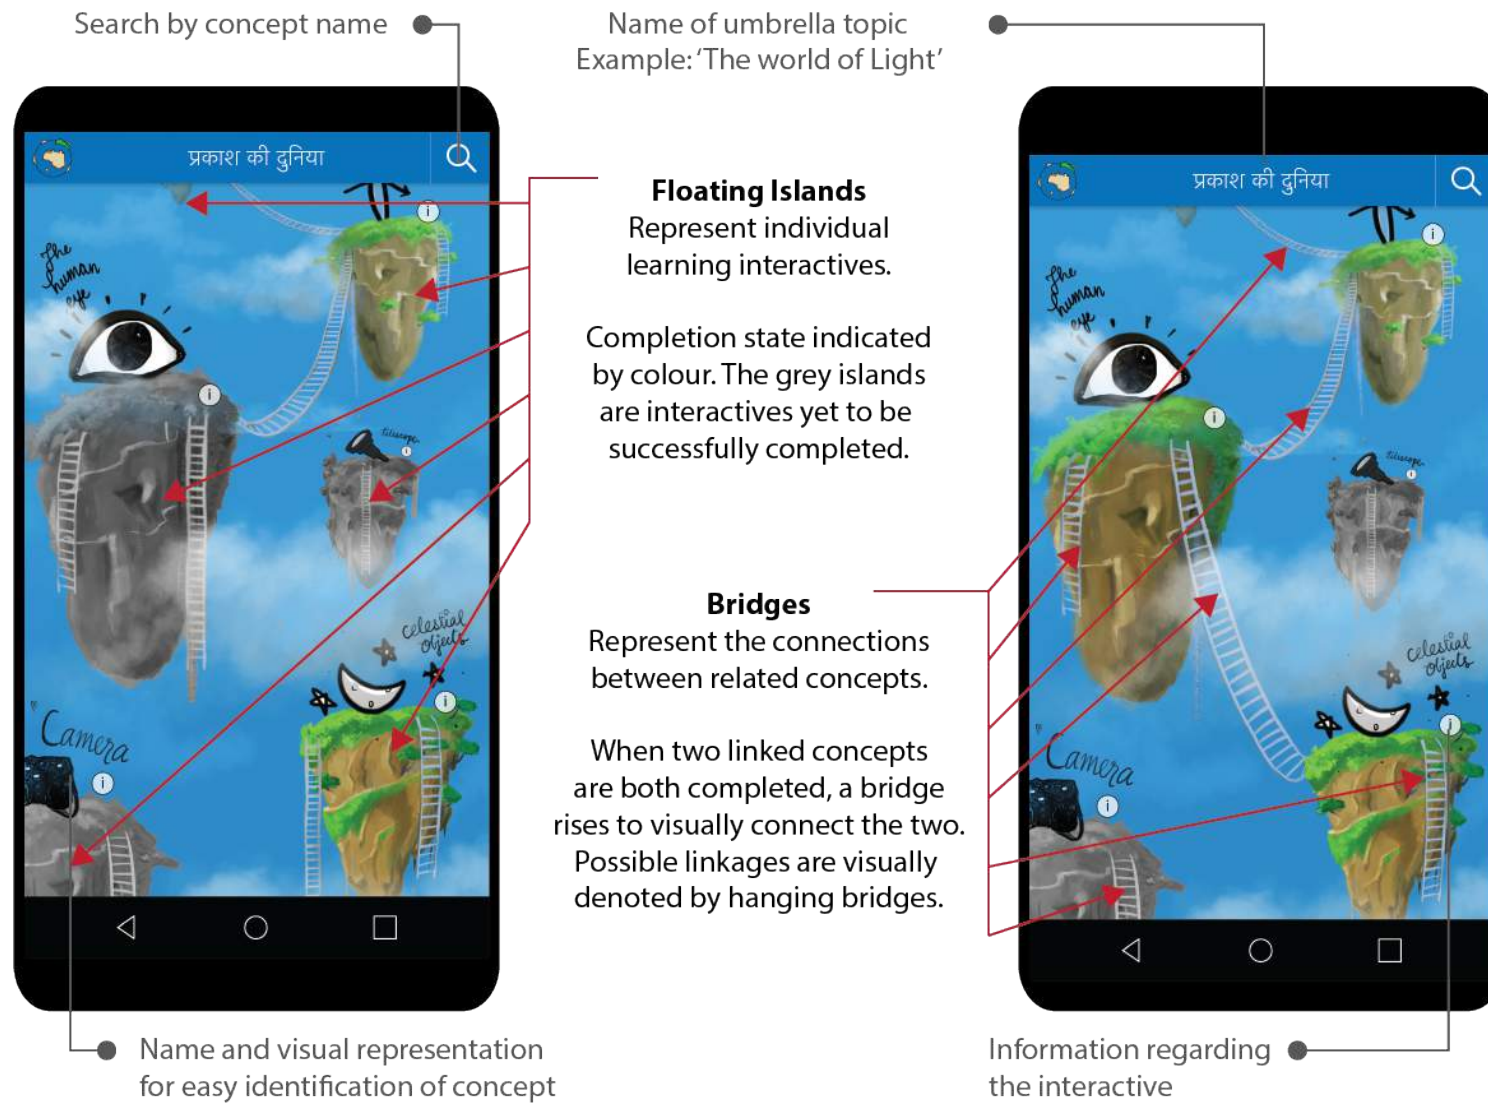 Search by concept name
Name of umbrella topic
Example: ‘The world of Light’
प्रकाश की दुनिया
i
The
human
eye
i
telescope
i
celestial
objects
i
Camera
i
Floating Islands
Represent individual
learning interactives.
Completion state indicated
by colour. The grey islands
are interactives yet to be
successfully completed.
Bridges
Represent the connections
between related concepts.
When two linked concepts
are both completed, a bridge
rises to visually connect the two.
Possible linkages are visually
denoted by hanging bridges.
प्रकाश की दुनिया
i
The
human
eye
i
telescope
i
celestial
objects
i
Camera
i
Name and visual representation
for easy identification of concept
Information regarding
the interactive